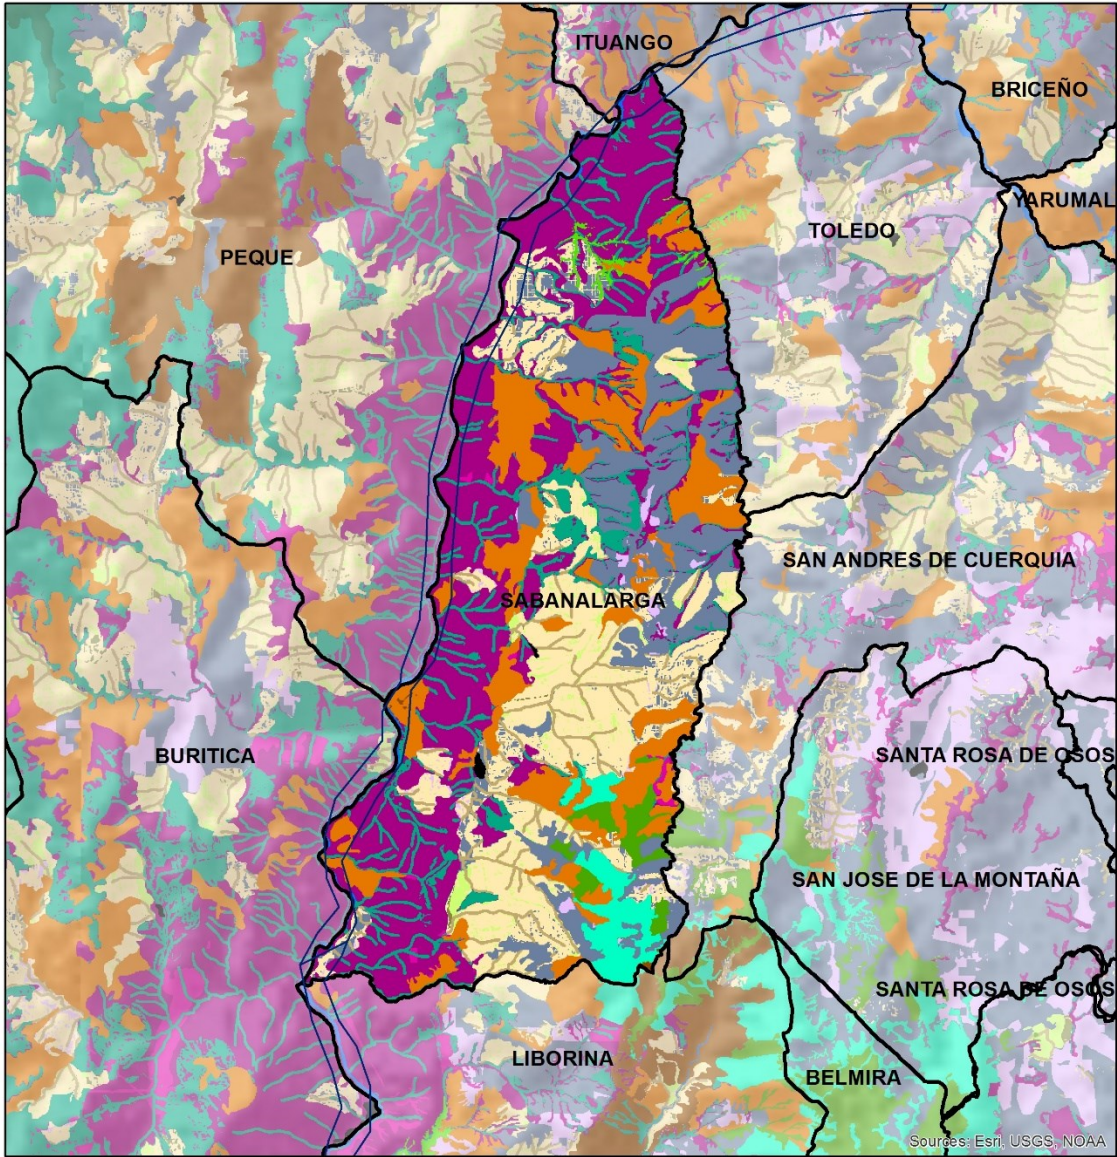 ITUANGO
BRICEÑO
YARUMAL
TOLEDO
PEQUE
SAN ANDRES DE CUERQUIA
SABANALARGA
BURITICA
SANTA ROSA DE OSOS
SAN JOSE DE LA MONTAÑA
SANTA ROSA DE OSOS
LIBORINA
BELMIRA
Sources: Esri, USGS, NOAA